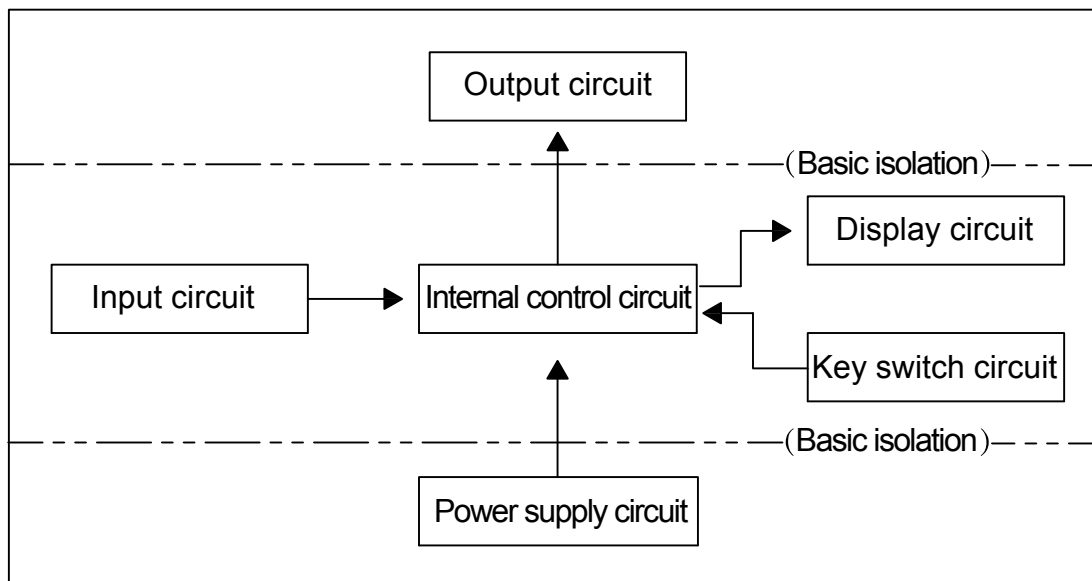 Output circuit
(Basic isolation)
Display circuit
Input circuit
Internal control circuit
Key switch circuit
(Basic isolation)
Power supply circuit